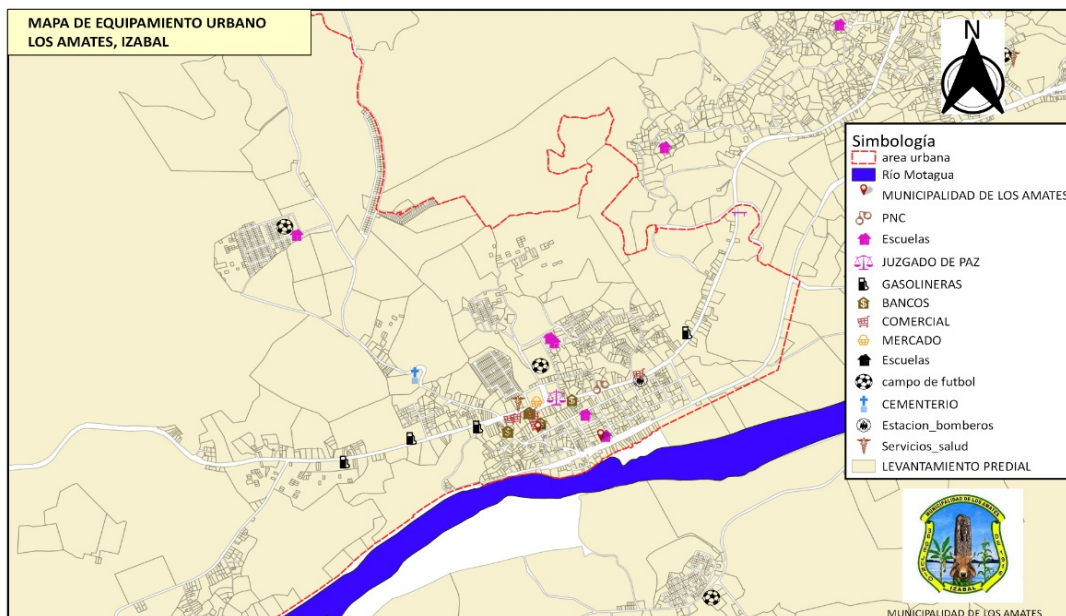 MAPA DE EQUIPAMIENTO URBANO
LOS AMATES, IZABAL
N
Simbología
area urbana
Río Motagua
MUNICIPALIDAD DE LOS AMATES
PNC
Escuelas
JUZGADO DE PAZ
GASOLINERAS
BANCOS
COMERCIAL
MERCADO
Escuelas
campo de futbol
CEMENTERIO
Estacion_bomberos
Servicios_salud
LEVANTAMIENTO PREDIAL
MUNICIPALIDAD DE LOS AMATES
IZABAL
MUNICIPALIDAD DE LOS AMATES